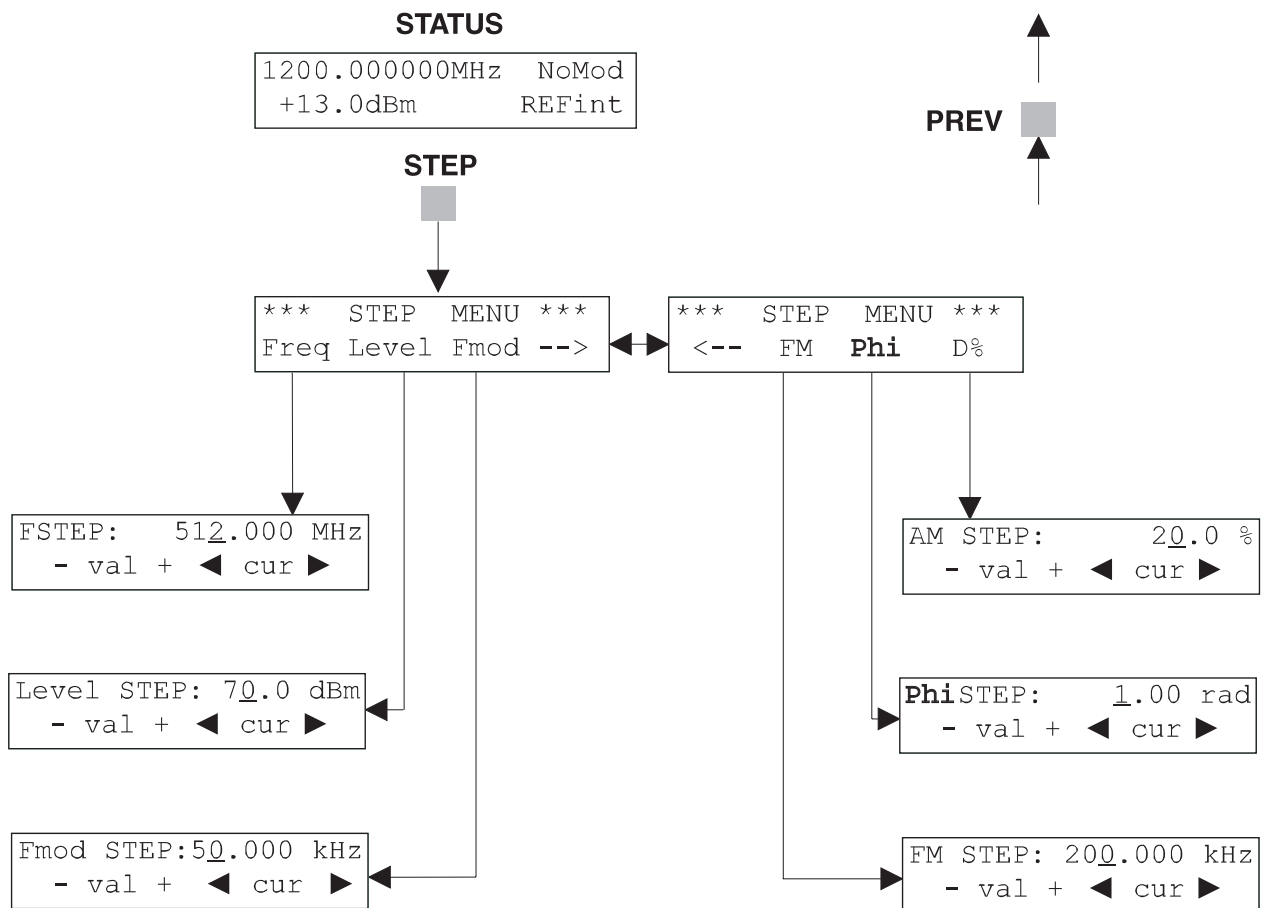 STATUS
1200.000000MHz NoMod
+13.0dBm REFint
PREV
STEP
*** STEP MENU ***
Freq Level Fmod -->
*** STEP MENU ***
<-- FM Phi D%
FSTEP: 512.000 MHz
- val + ◀ cur ▶
AM STEP: 20.0 %
- val + ◀ cur ▶
Level STEP: 70.0 dBm
- val + ◀ cur ▶
PhiSTEP: 1.00 rad
- val + ◀ cur ▶
Fmod STEP:50.000 kHz
- val + ◀ cur ▶
FM STEP: 200.000 kHz
- val + ◀ cur ▶